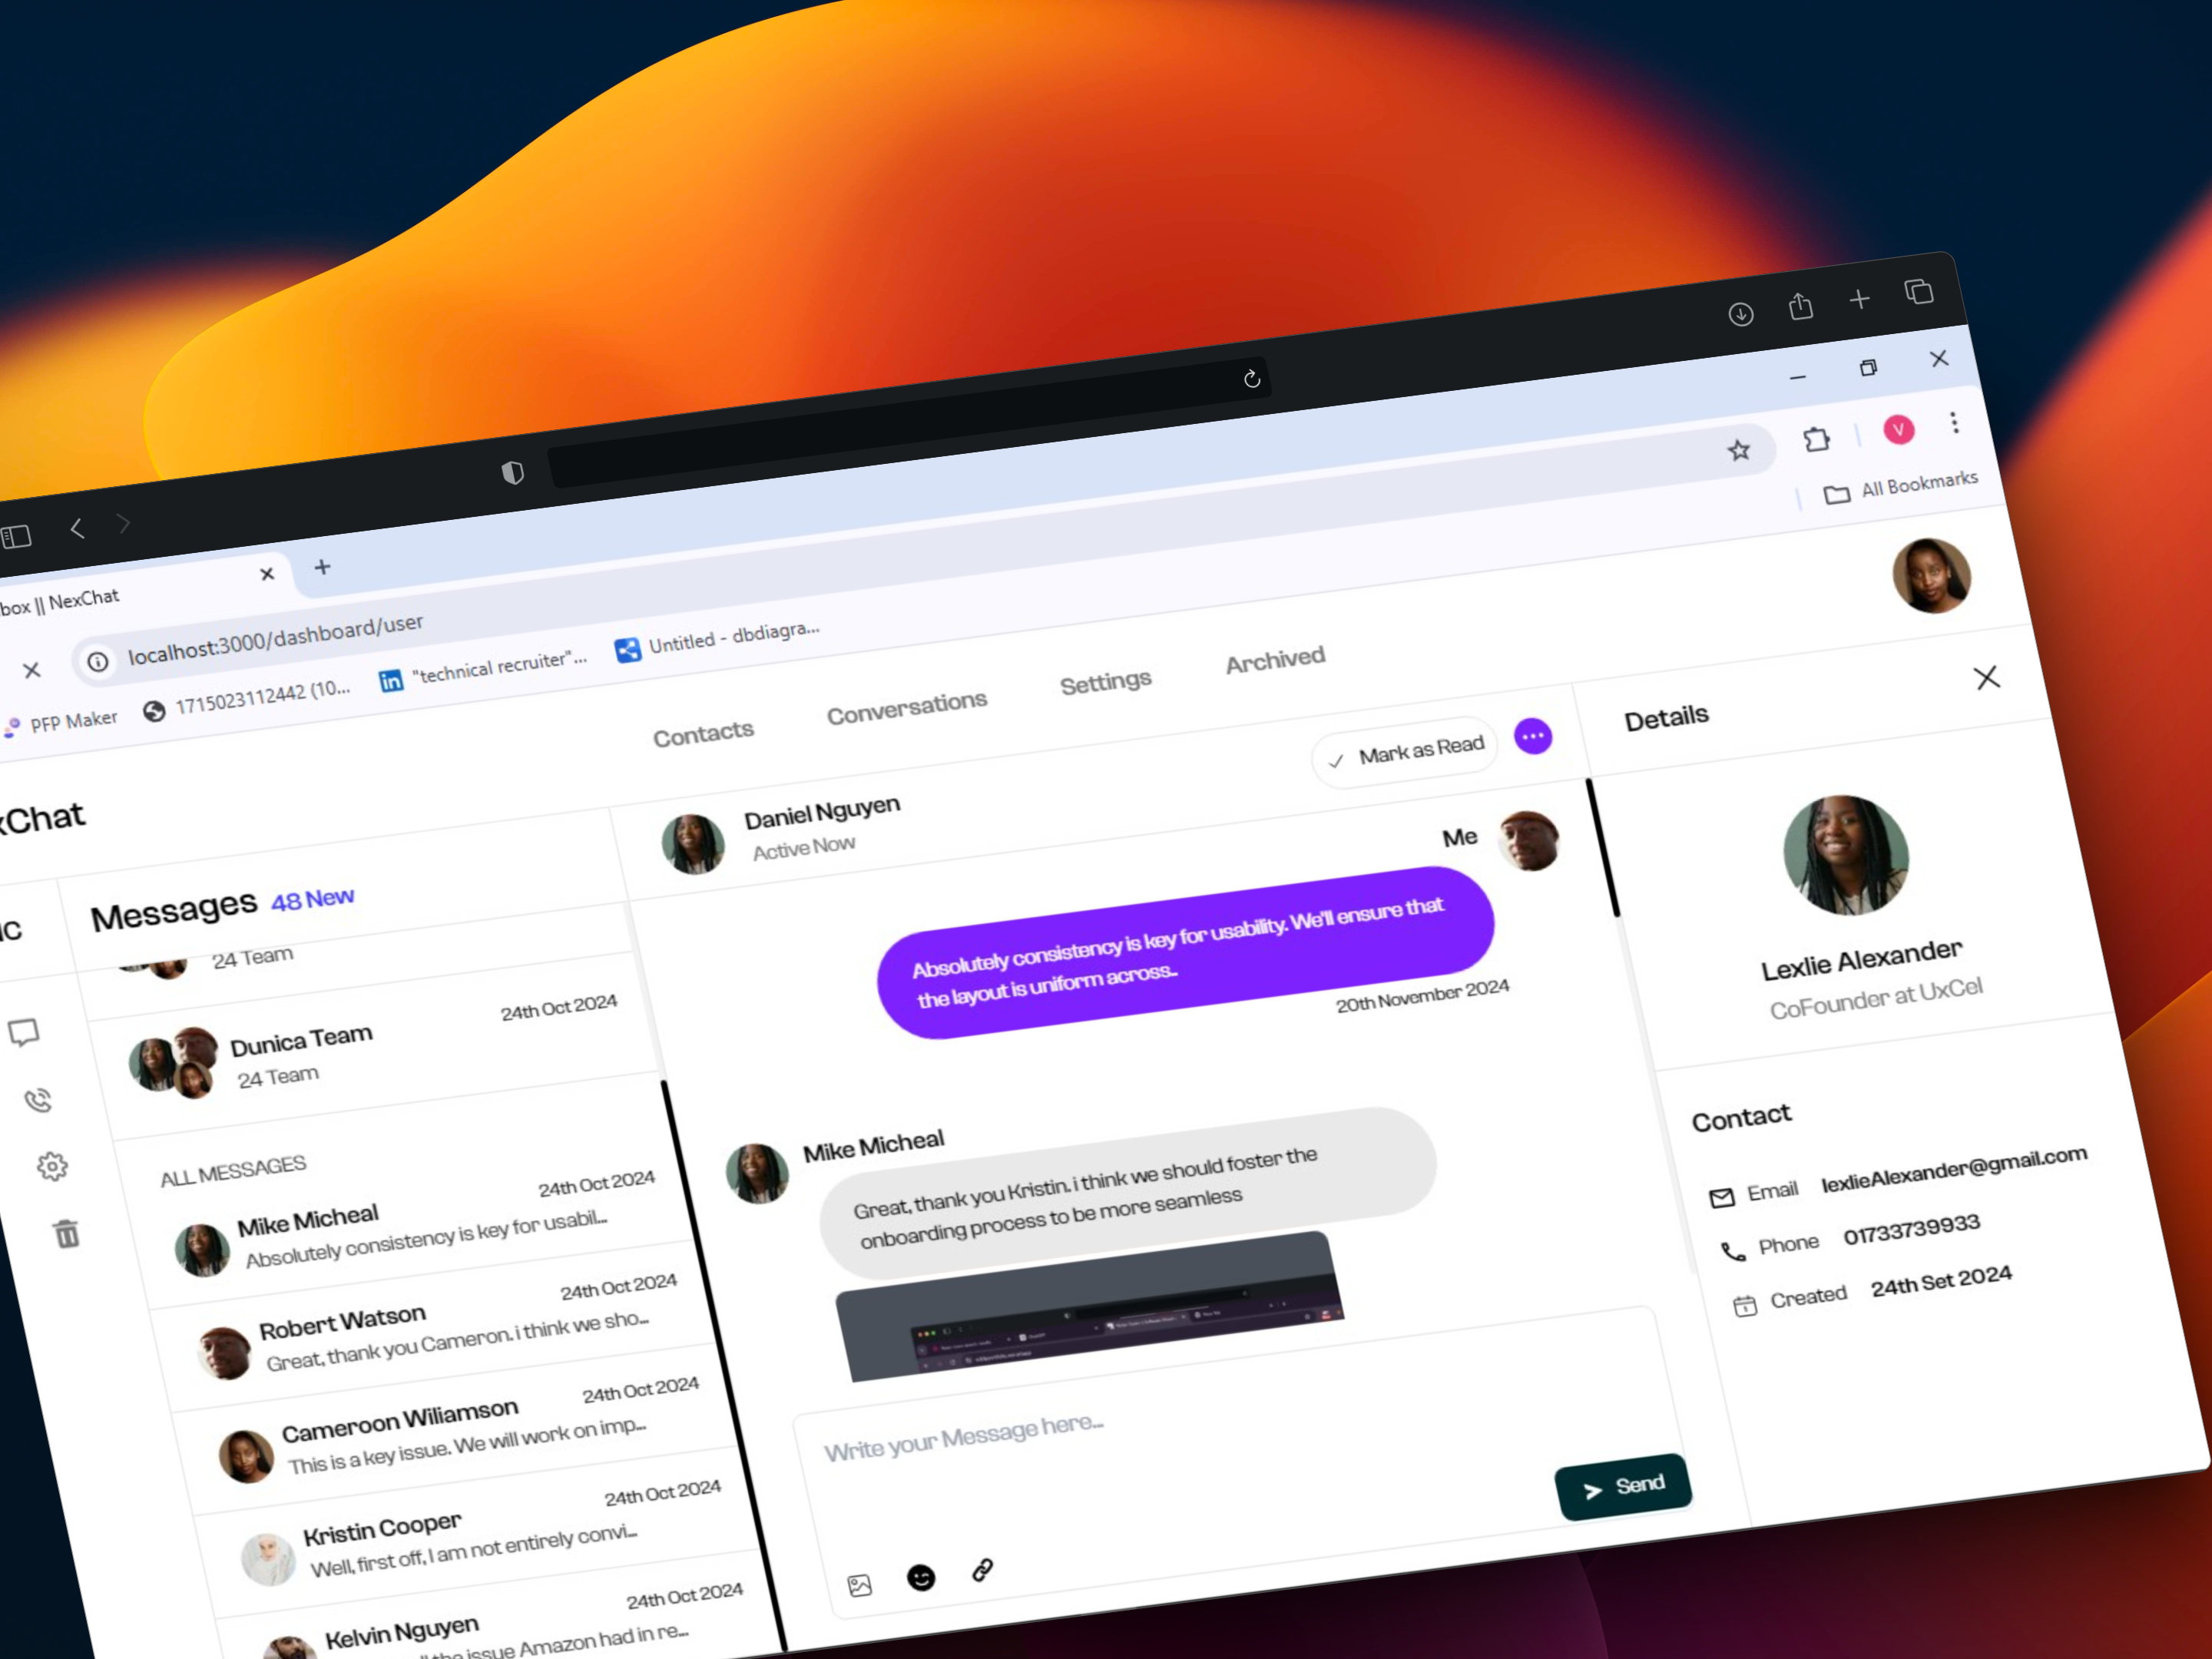 box || NexChat
localhost:3000/dashboard/user
V
PFP Maker
1715023112442 (10...
"technical recruiter"...
Untitled - dbdiagra...
All Bookmarks
xChat
Contacts
Conversations
Settings
Archived
IC
Messages 48 New
24 Team
Dunica Team
24th Oct 2024
24 Team
ALL MESSAGES
Mike Micheal
24th Oct 2024
Absolutely consistency is key for usabil...
Robert Watson
24th Oct 2024
Great, thank you Cameron. i think we sho...
Cameroon Wiliamson
24th Oct 2024
This is a key issue. We will work on imp...
Kristin Cooper
24th Oct 2024
Well, first off, I am not entirely convi...
Kelvin Nguyen
24th Oct 2024
the issue Amazon had in re...
Daniel Nguyen
Active Now
Mark as Read
Me
Absolutely consistency is key for usability. We'll ensure that
the layout is uniform across..
20th November 2024
Mike Micheal
Great, thank you Kristin. i think we should foster the
onboarding process to be more seamless
Write your Message here...
Send
Details
Lexlie Alexander
CoFounder at UxCel
Contact
Email lexlieAlexander@gmail.com
Phone 01733739933
Created 24th Set 2024